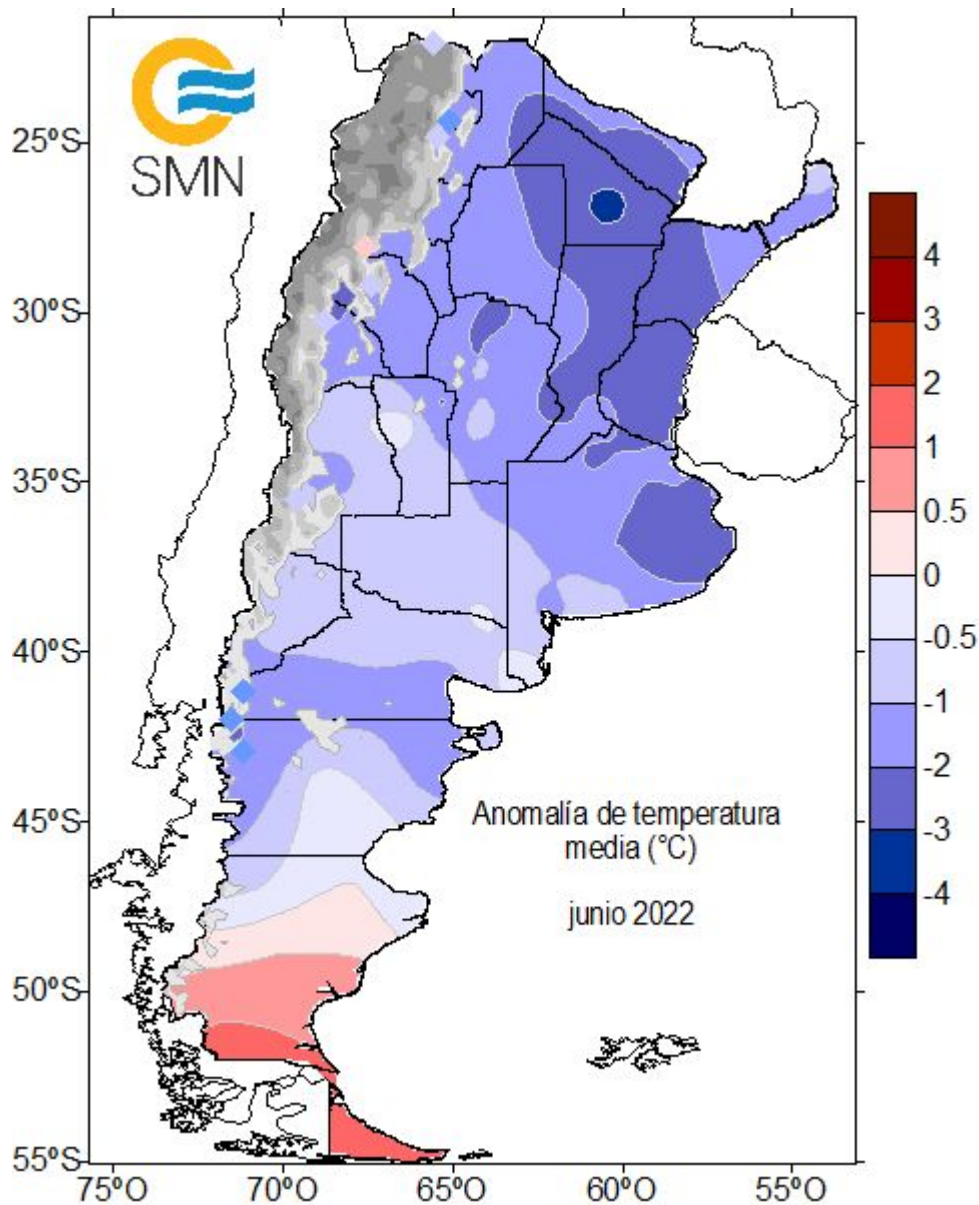 SMN
25ºS
30ºS
35ºS
40ºS
45ºS
50ºS
55ºS
75ºO
70ºO
65ºO
60ºO
55ºO
4
3
2
1
0.5
0
-0.5
-1
-2
-3
-4
Anomalía de temperatura
media (°C)
junio 2022